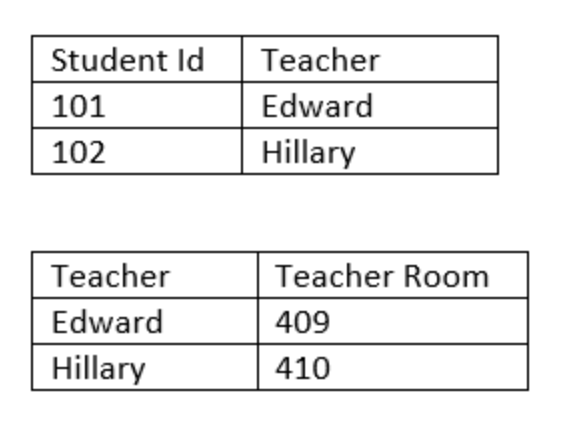 Student Id Teacher
101 Edward
102 Hillary
Teacher Teacher Room
Edward 409
Hillary 410